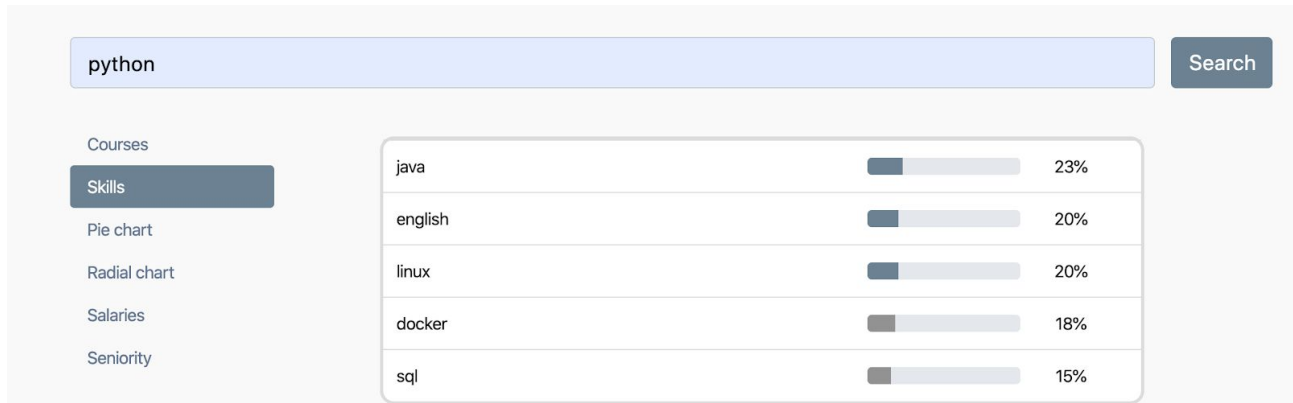 python
Search
Courses
Skills
Pie chart
Radial chart
Salaries
Seniority
java 23%
english 20%
linux 20%
docker 18%
sql 15%